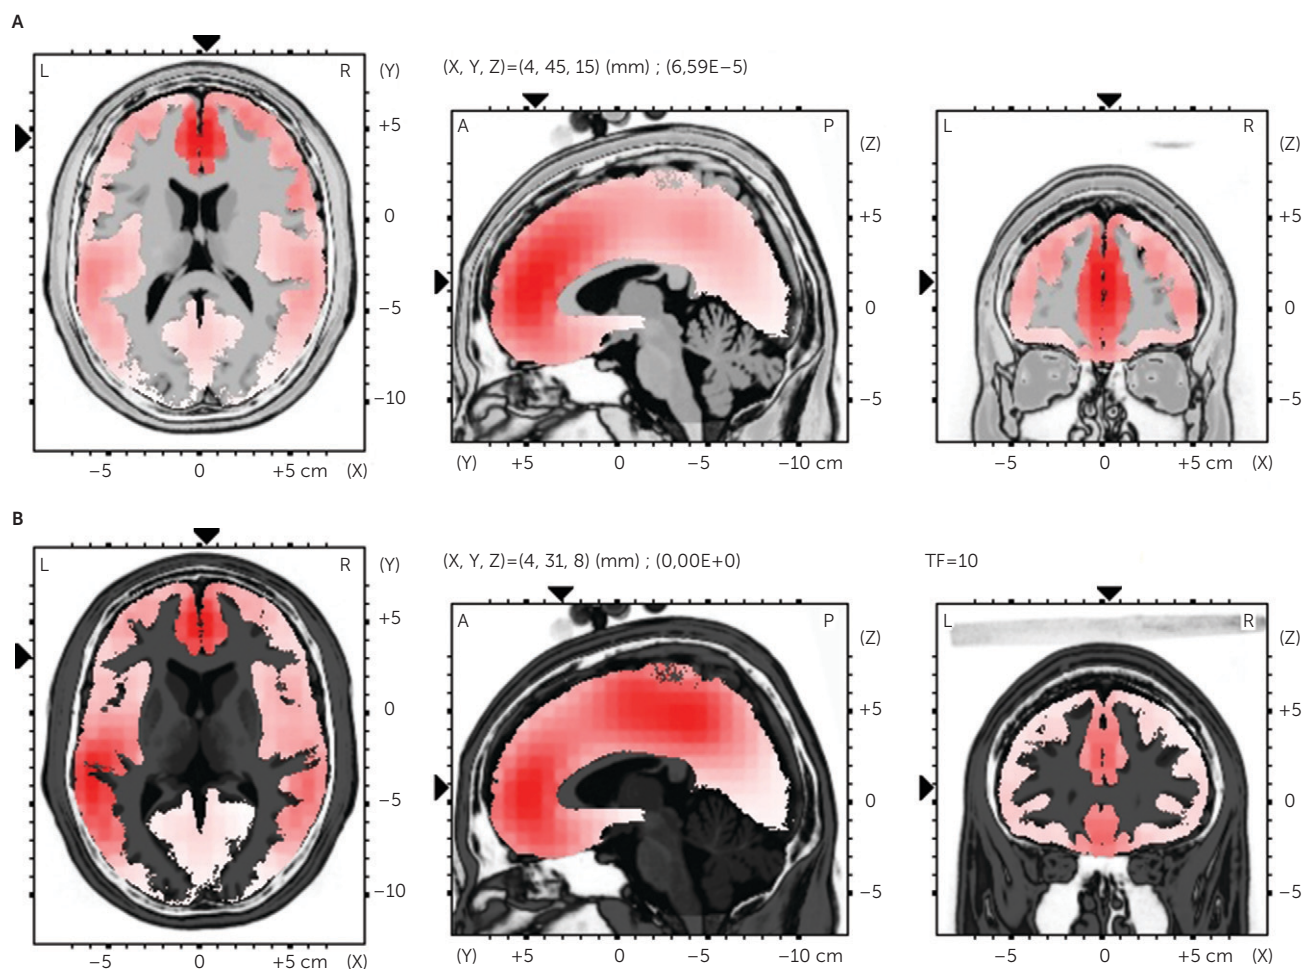 A
L R (Y)
+5
0
−5
−10
−5 0 +5 cm (X)
(X, Y, Z)=(4, 45, 15) (mm) ; (6,59E−5)
A P (Z)
+5
0
−5
(Y) +5 0 −5 −10 cm
L R (Z)
+5
0
−5
−5 0 +5 cm (X)
B
L R (Y)
+5
0
−5
−10
−5 0 +5 cm (X)
(X, Y, Z)=(4, 31, 8) (mm) ; (0,00E+0)
A P (Z)
+5
0
−5
(Y) +5 0 −5 −10 cm
TF=10
L R (Z)
+5
0
−5
−5 0 +5 cm (X)